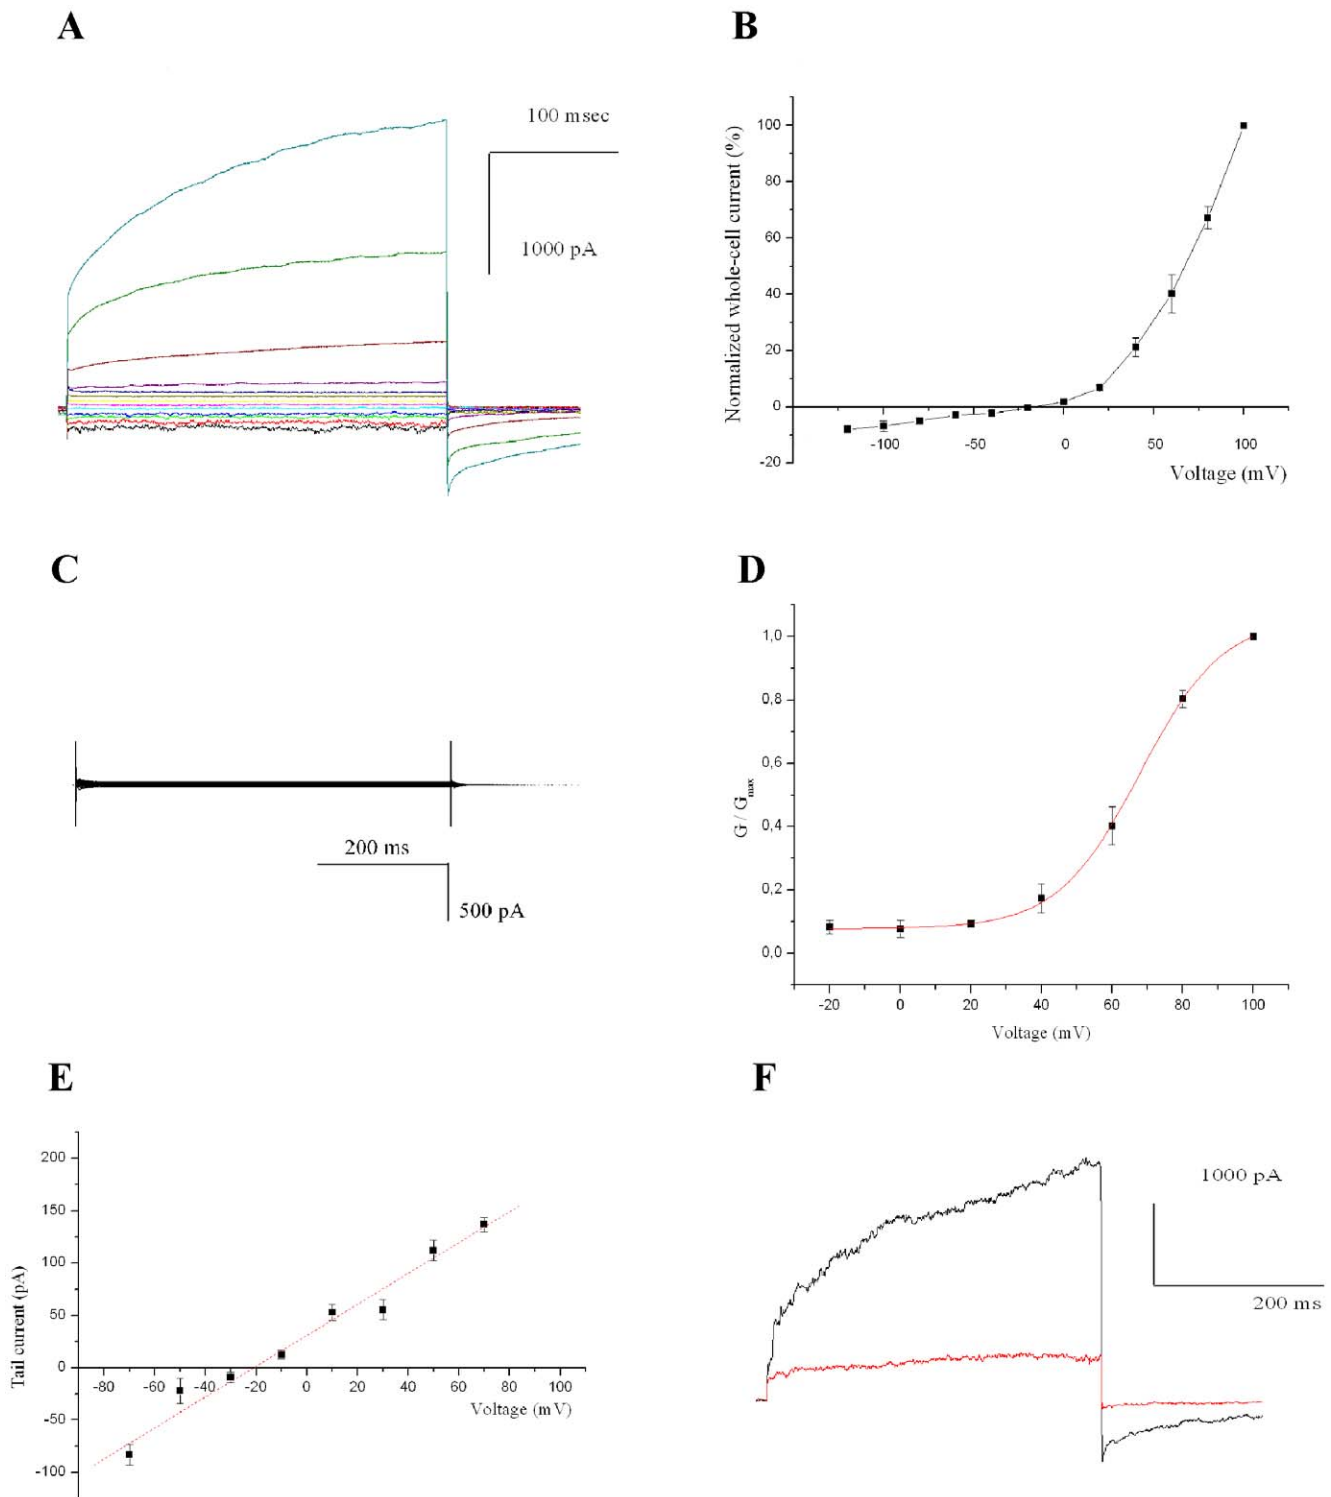 A
100 msec
1000 pA
B
Normalized whole-cell current (%)
100
80
60
40
20
0
-20
-100
-50
0
50
100
Voltage (mV)
C
200 ms
500 pA
D
G / Gmax
1,0
0,8
0,6
0,4
0,2
0,0
-20
0
20
40
60
80
100
Voltage (mV)
E
Tail current (pA)
200
150
100
50
0
-50
-100
-80
-60
-40
-20
0
20
40
60
80
100
Voltage (mV)
F
1000 pA
200 ms